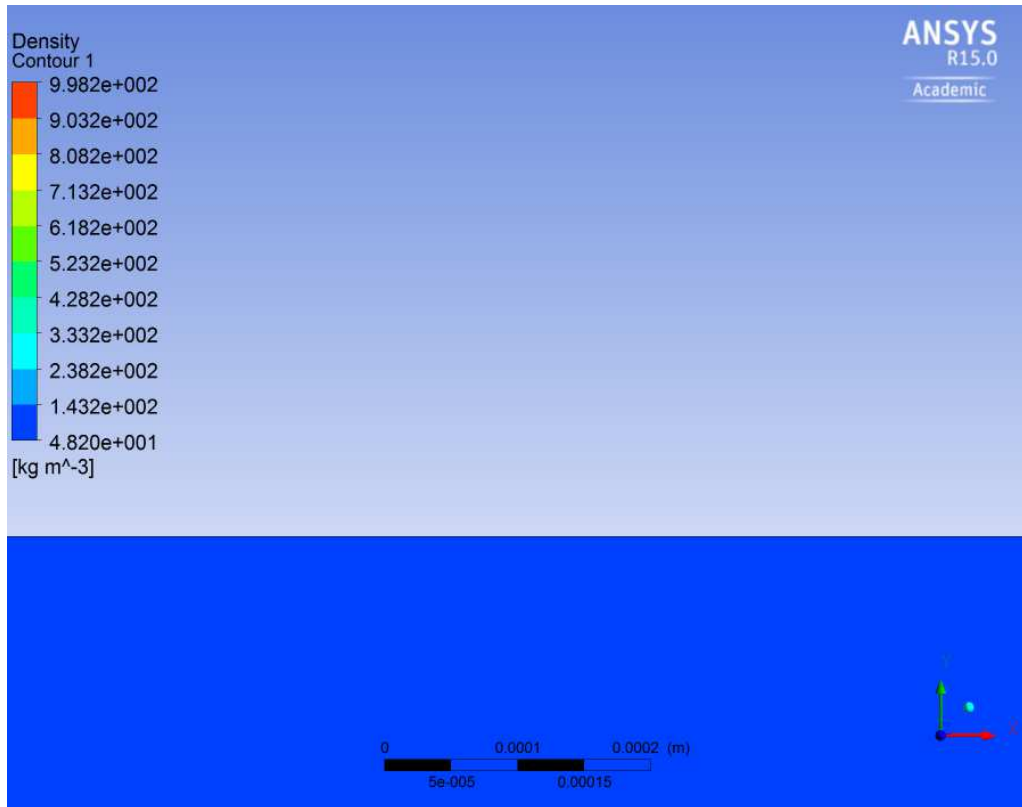 Density
Contour 1
9.982e+002
9.032e+002
8.082e+002
7.132e+002
6.182e+002
5.232e+002
4.282e+002
3.332e+002
2.382e+002
1.432e+002
4.820e+001
[kg m^-3]
ANSYS
R15.0
Academic
Y
X
0 0.0001 0.0002 (m)
5e-005 0.00015